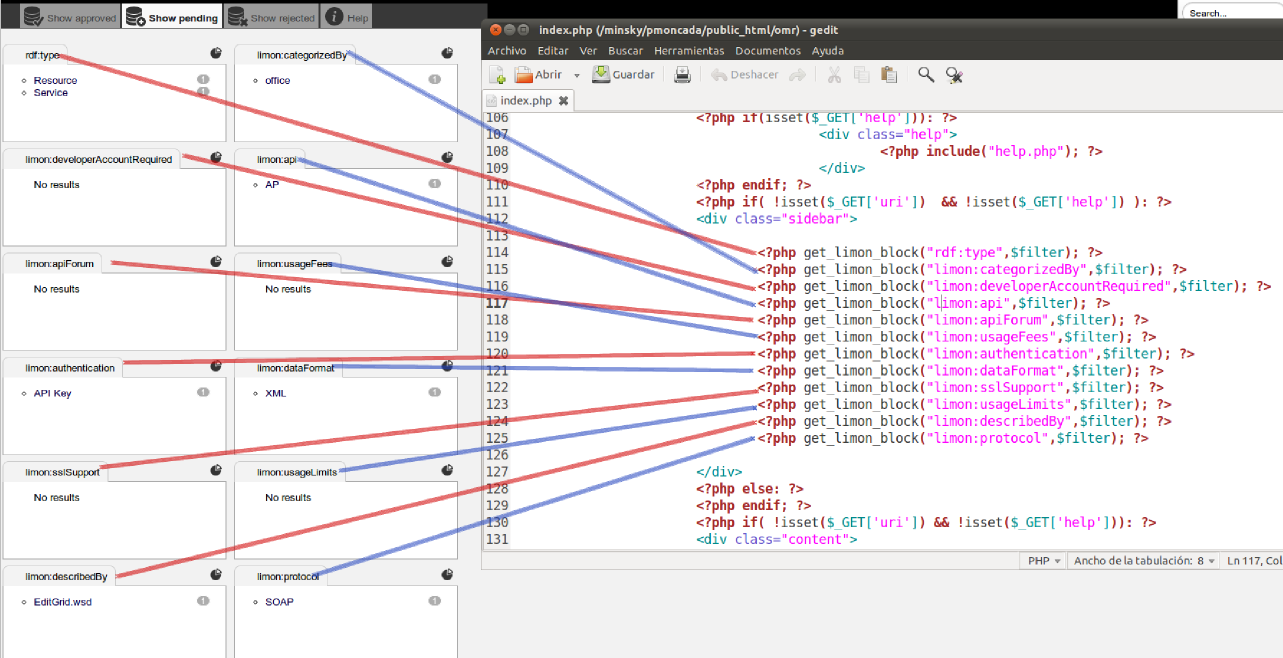 Show approved Show pending Show rejected Help
rdf:type limon:categorizedBy
Resource 1 office 1
Service 1
limon:developerAccountRequired limon:api
No results AP 1
limon:apiForum limon:usageFees
No results No results
limon:authentication limon:dataFormat
API Key 1 XML 1
limon:sslSupport limon:usageLimits
No results No results
limon:describedBy limon:protocol
EditGrid.wsd 1 SOAP 1
Search...
index.php (/minsky/pmoncada/public_html/omr) - gedit
Archivo Editar Ver Buscar Herramientas Documentos Ayuda
Abrir Guardar Deshacer
index.php
106 <?php if(isset($_GET['help'])): ?>
107 <div class="help">
108 <?php include("help.php"); ?>
109 </div>
110 <?php endif; ?>
111 <?php if( !isset($_GET['uri']) && !isset($_GET['help']) ): ?>
112 <div class="sidebar">
113
114 <?php get_limon_block("rdf:type",$filter); ?>
115 <?php get_limon_block("limon:categorizedBy",$filter); ?>
116 <?php get_limon_block("limon:developerAccountRequired",$filter); ?>
117 <?php get_limon_block("limon:api",$filter); ?>
118 <?php get_limon_block("limon:apiForum",$filter); ?>
119 <?php get_limon_block("limon:usageFees",$filter); ?>
120 <?php get_limon_block("limon:authentication",$filter); ?>
121 <?php get_limon_block("limon:dataFormat",$filter); ?>
122 <?php get_limon_block("limon:sslSupport",$filter); ?>
123 <?php get_limon_block("limon:usageLimits",$filter); ?>
124 <?php get_limon_block("limon:describedBy",$filter); ?>
125 <?php get_limon_block("limon:protocol",$filter); ?>
126
127 </div>
128 <?php else: ?>
129 <?php endif; ?>
130 <?php if( !isset($_GET['uri']) && !isset($_GET['help'])): ?>
131 <div class="content">
PHP Ancho de la tabulación: 8 Ln 117, Col